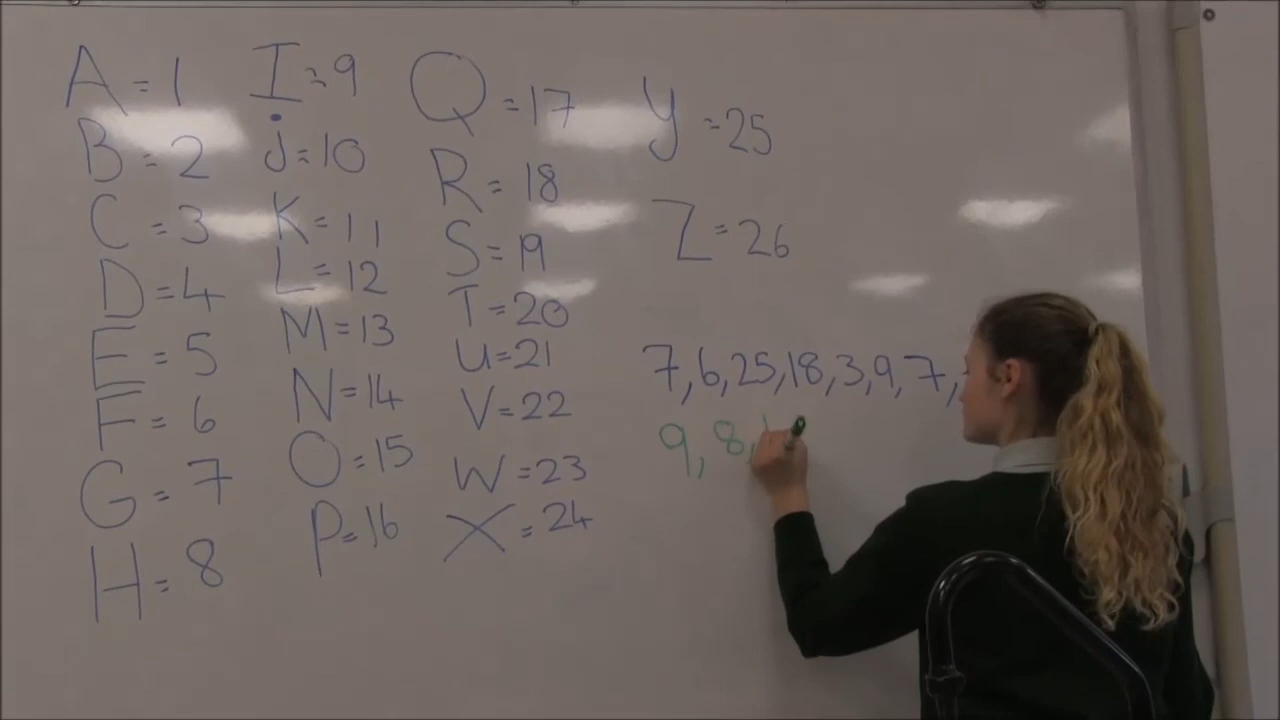 A = 1
B = 2
C = 3
D = 4
E = 5
F = 6
G = 7
H = 8
I = 9
j = 10
K = 11
L = 12
M = 13
N = 14
O = 15
P = 16
Q = 17
R = 18
S = 19
T = 20
U = 21
V = 22
W = 23
X = 24
y = 25
Z = 26
7, 6, 25, 18, 3, 9, 7,
9, 8,